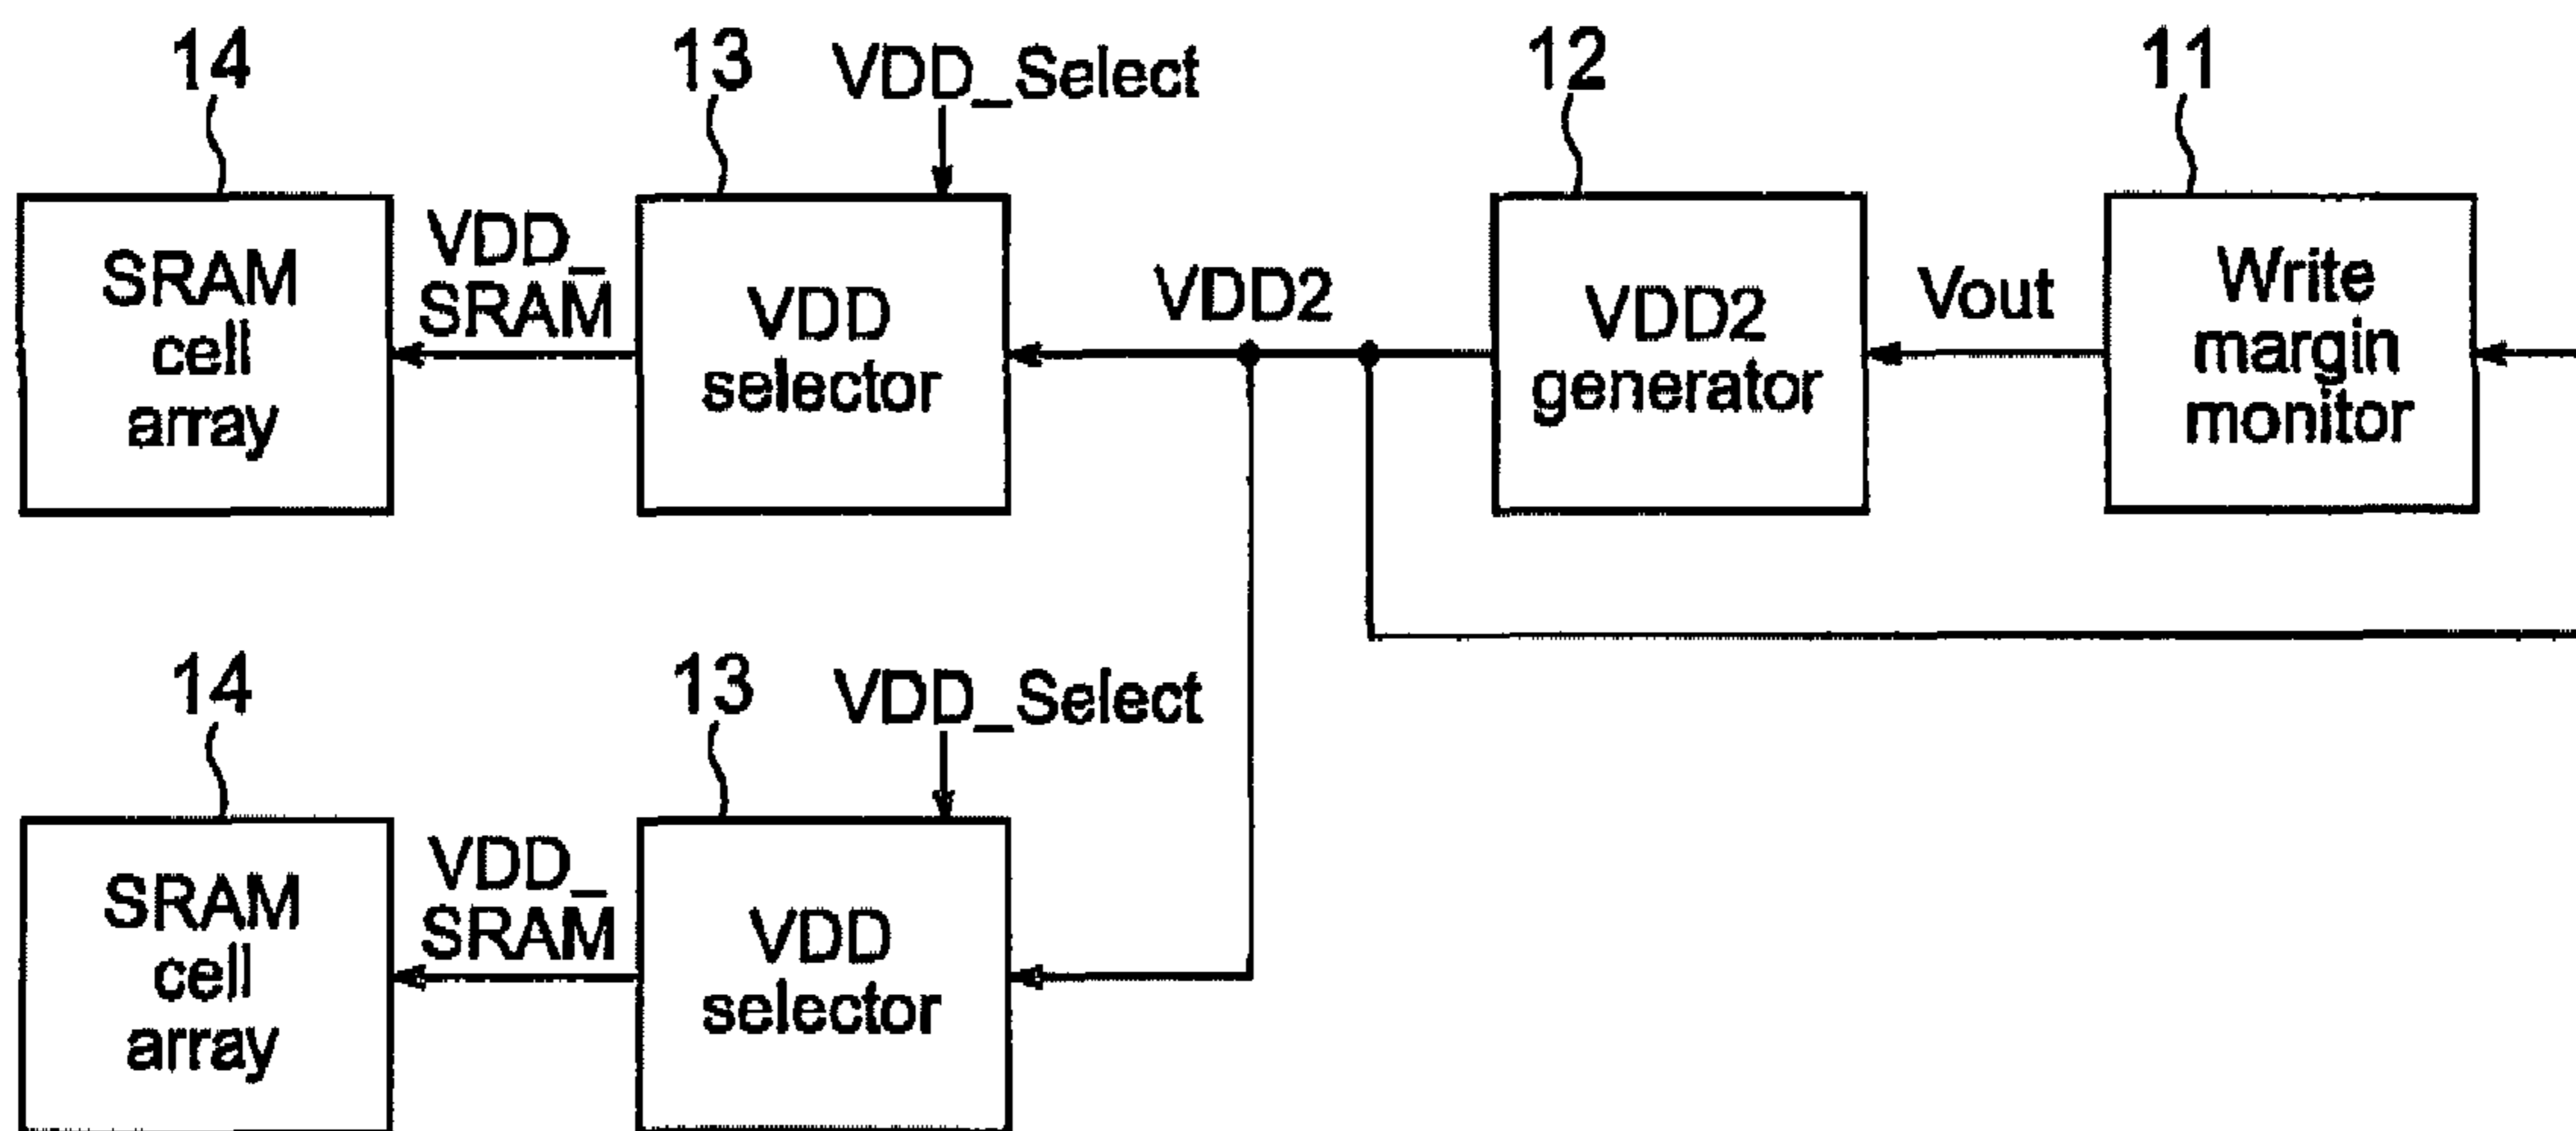 14
13
VDD_Select
12
11
SRAM
cell
array
VDD_
SRAM
VDD
selector
VDD2
VDD2
generator
Vout
Write
margin
monitor
14
13
VDD_Select
SRAM
cell
array
VDD_
SRAM
VDD
selector